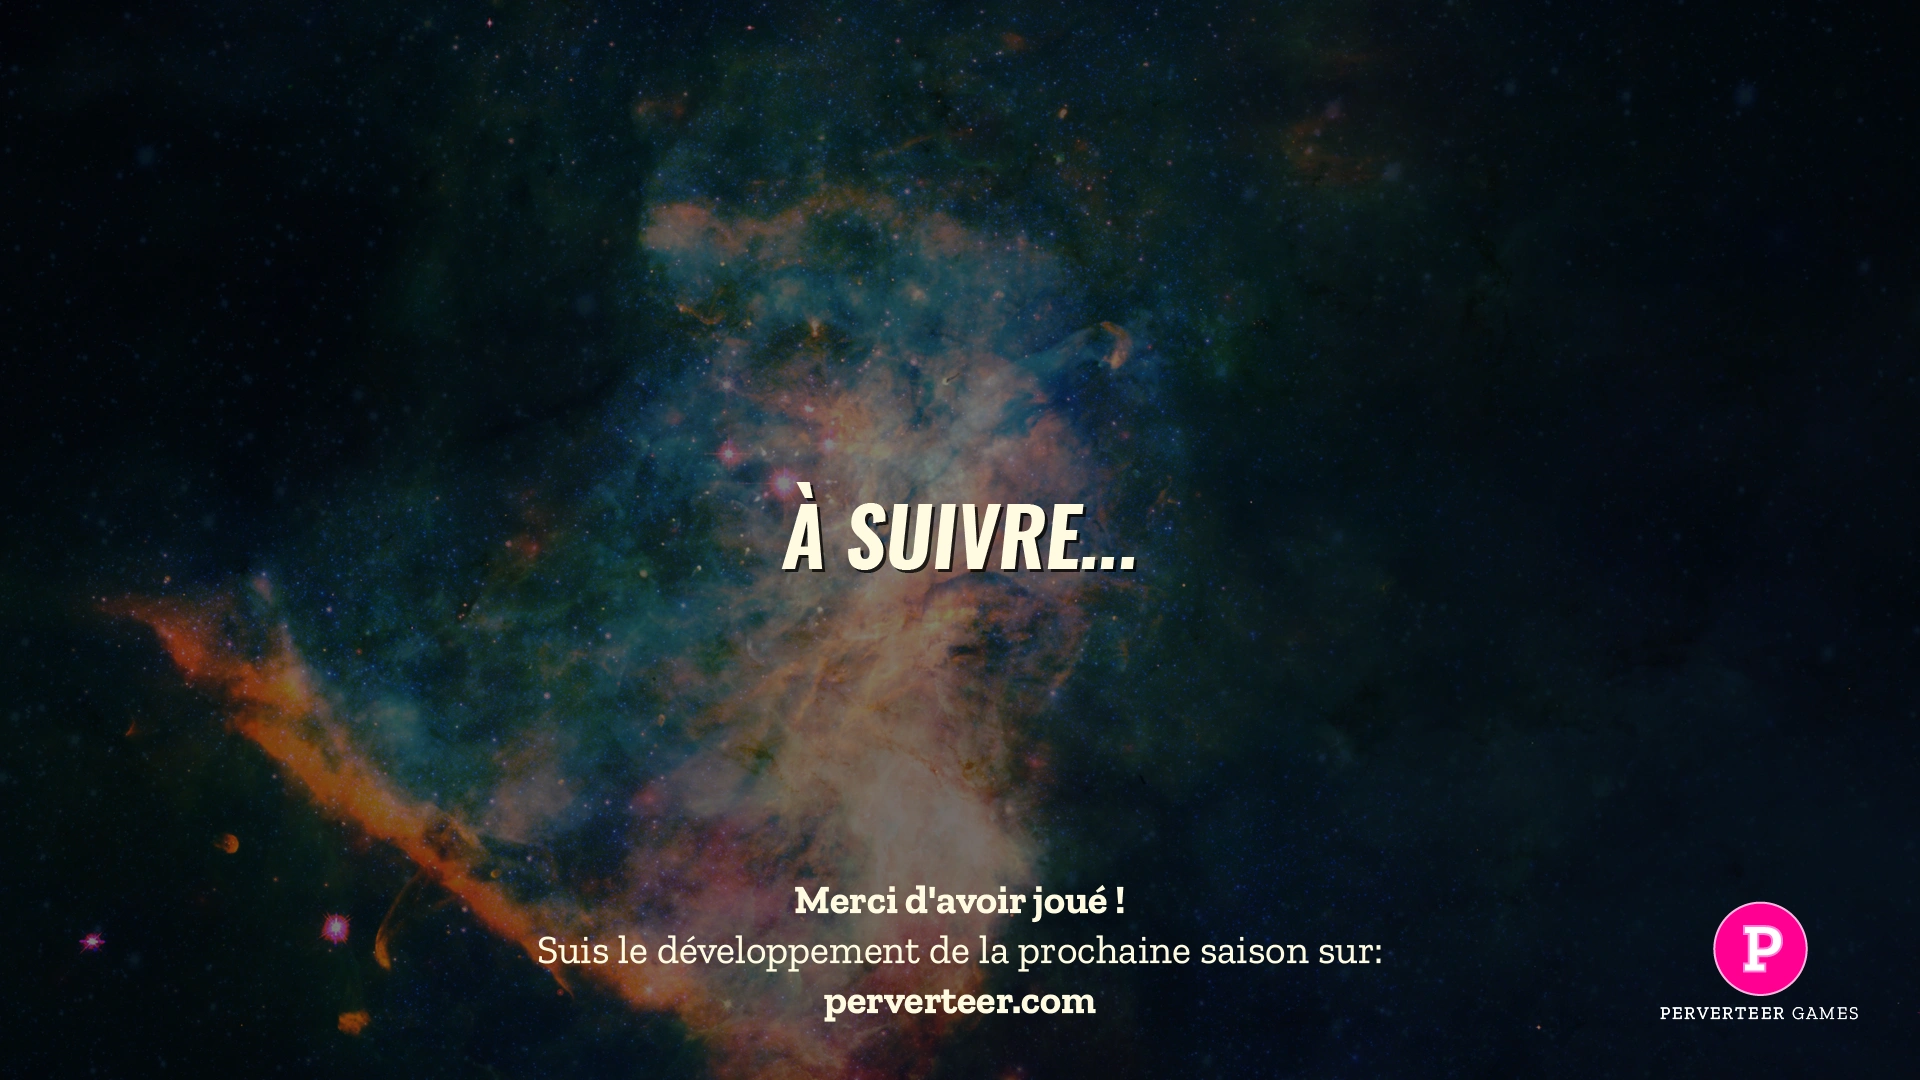 À SUIVRE...
Merci d'avoir joué !
Suis le développement de la prochaine saison sur:
perverteer.com
P
PERVERTEER GAMES